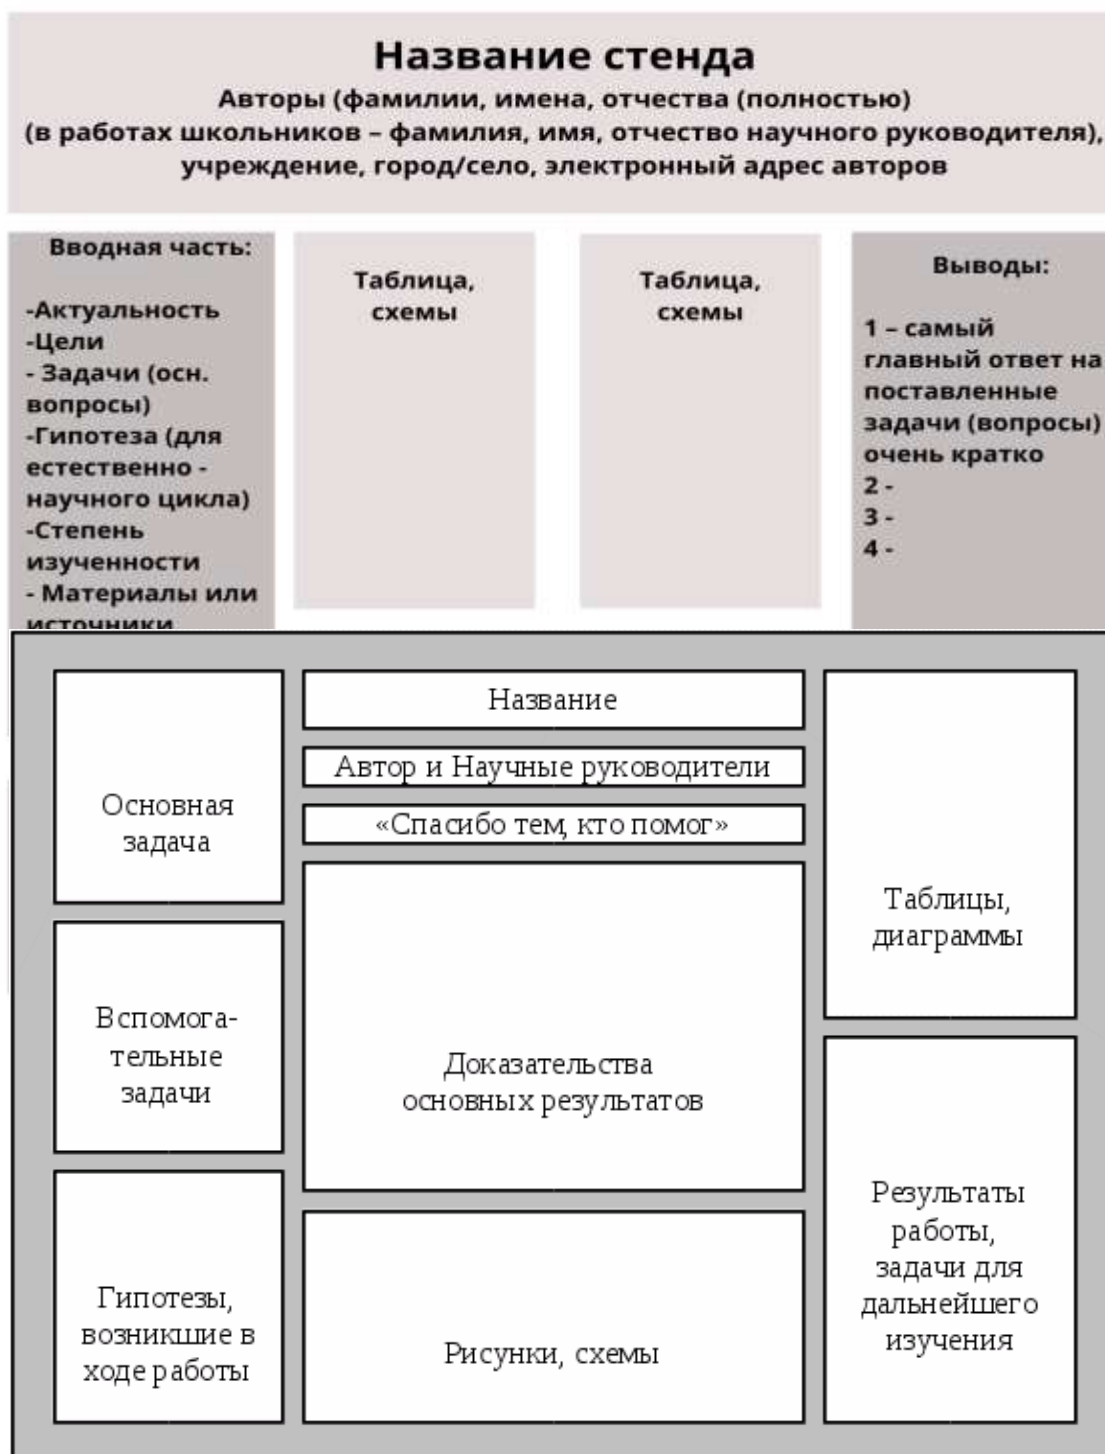 Название стенда
Авторы (фамилии, имена, отчества (полностью)
(в работах школьников – фамилия, имя, отчество научного руководителя),
учреждение, город/село, электронный адрес авторов
Вводная часть:
-Актуальность
-Цели
- Задачи (осн.
вопросы)
-Гипотеза (для
естественно -
научного цикла)
-Степень
изученности
- Материалы или
источники
Таблица,
схемы
Таблица,
схемы
Выводы:
1 – самый
главный ответ на
поставленные
задачи (вопросы)
очень кратко
2 -
3 -
4 -
Основная
задача
Вспомога-
тельные
задачи
Гипотезы,
возникшие в
ходе работы
Название
Автор и Научные руководители
«Спасибо тем, кто помог»
Доказательства
основных результатов
Рисунки, схемы
Таблицы,
диаграммы
Результаты
работы,
задачи для
дальнейшего
изучения